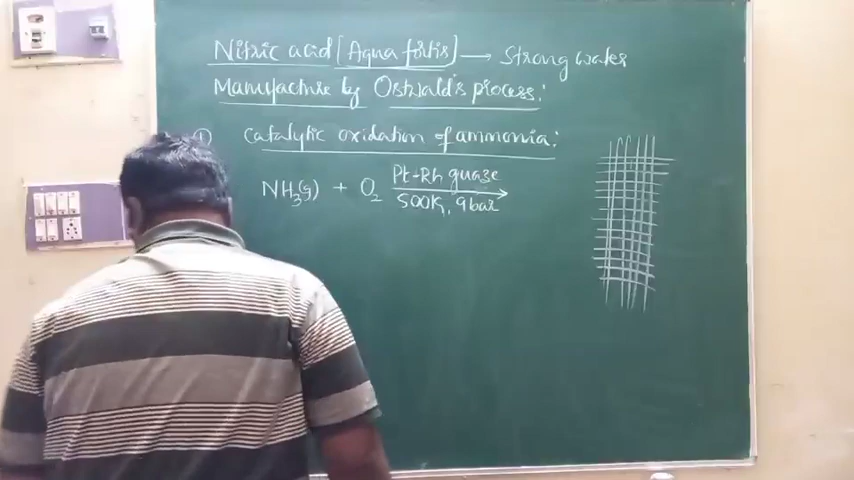 Nitric acid [Aqua fortis] → Strong water
Manufacture by Ostwald's process:
① Catalytic oxidation of ammonia:
NH₃(g) + O₂ Pt-Rh guaze
500K, 9bar →